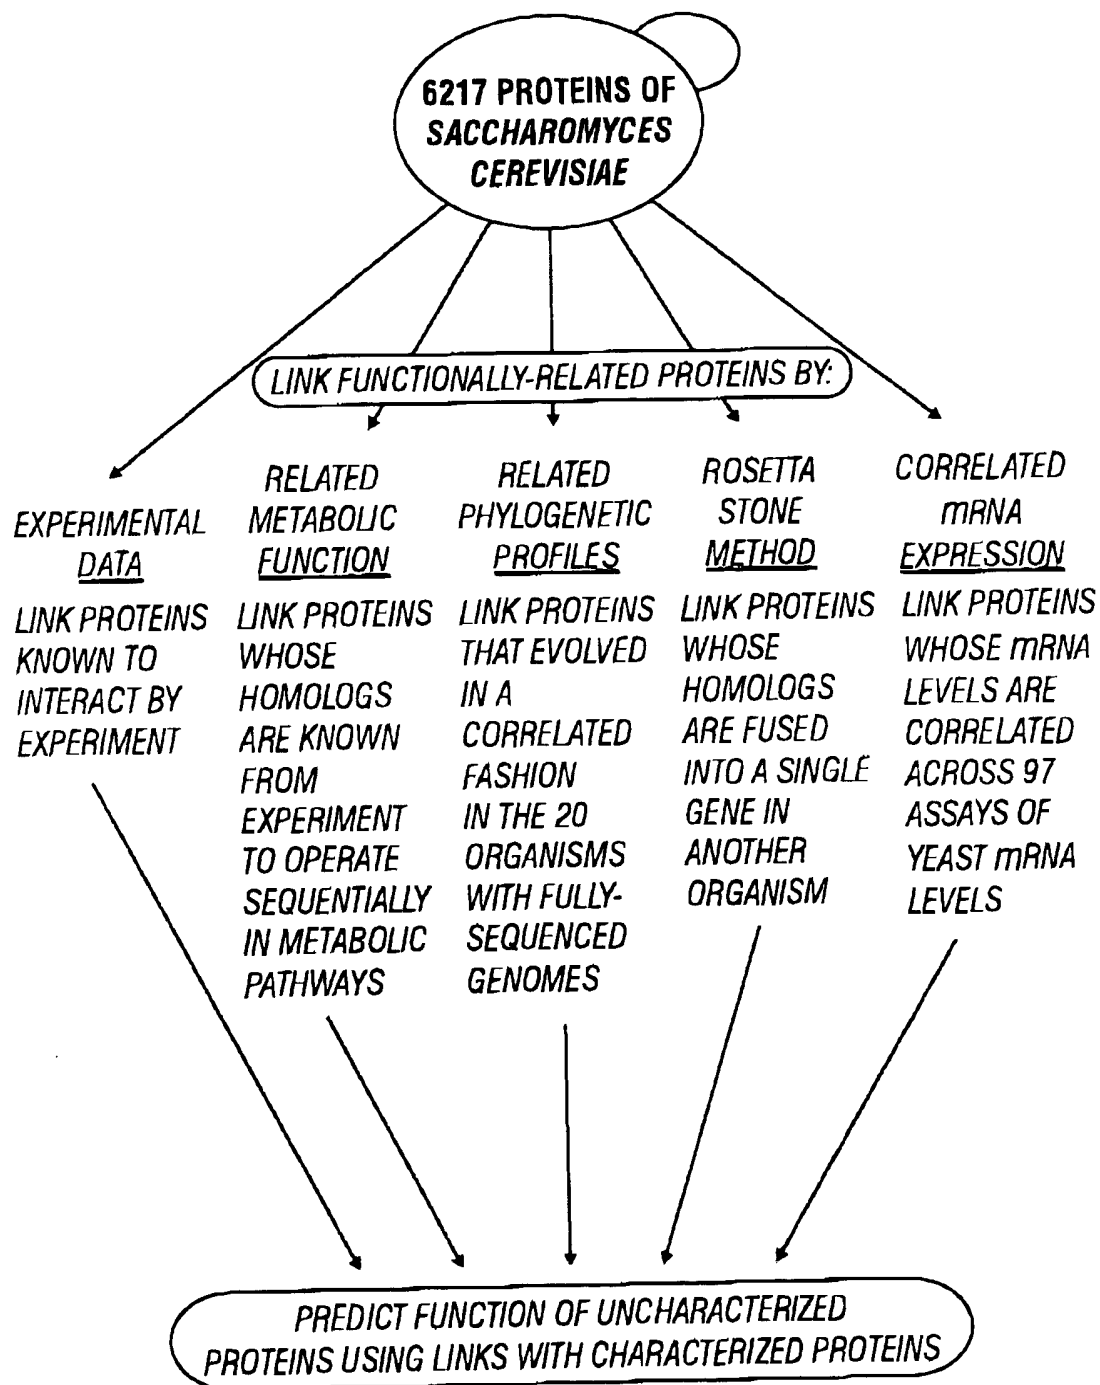 6217 PROTEINS OF
SACCHAROMYCES
CEREVISIAE
LINK FUNCTIONALLY-RELATED PROTEINS BY:
EXPERIMENTAL
DATA
LINK PROTEINS
KNOWN TO
INTERACT BY
EXPERIMENT
RELATED
METABOLIC
FUNCTION
LINK PROTEINS
WHOSE
HOMOLOGS
ARE KNOWN
FROM
EXPERIMENT
TO OPERATE
SEQUENTIALLY
IN METABOLIC
PATHWAYS
RELATED
PHYLOGENETIC
PROFILES
LINK PROTEINS
THAT EVOLVED
IN A
CORRELATED
FASHION
IN THE 20
ORGANISMS
WITH FULLY-
SEQUENCED
GENOMES
ROSETTA
STONE
METHOD
LINK PROTEINS
WHOSE
HOMOLOGS
ARE FUSED
INTO A SINGLE
GENE IN
ANOTHER
ORGANISM
CORRELATED
mRNA
EXPRESSION
LINK PROTEINS
WHOSE mRNA
LEVELS ARE
CORRELATED
ACROSS 97
ASSAYS OF
YEAST mRNA
LEVELS
PREDICT FUNCTION OF UNCHARACTERIZED
PROTEINS USING LINKS WITH CHARACTERIZED PROTEINS